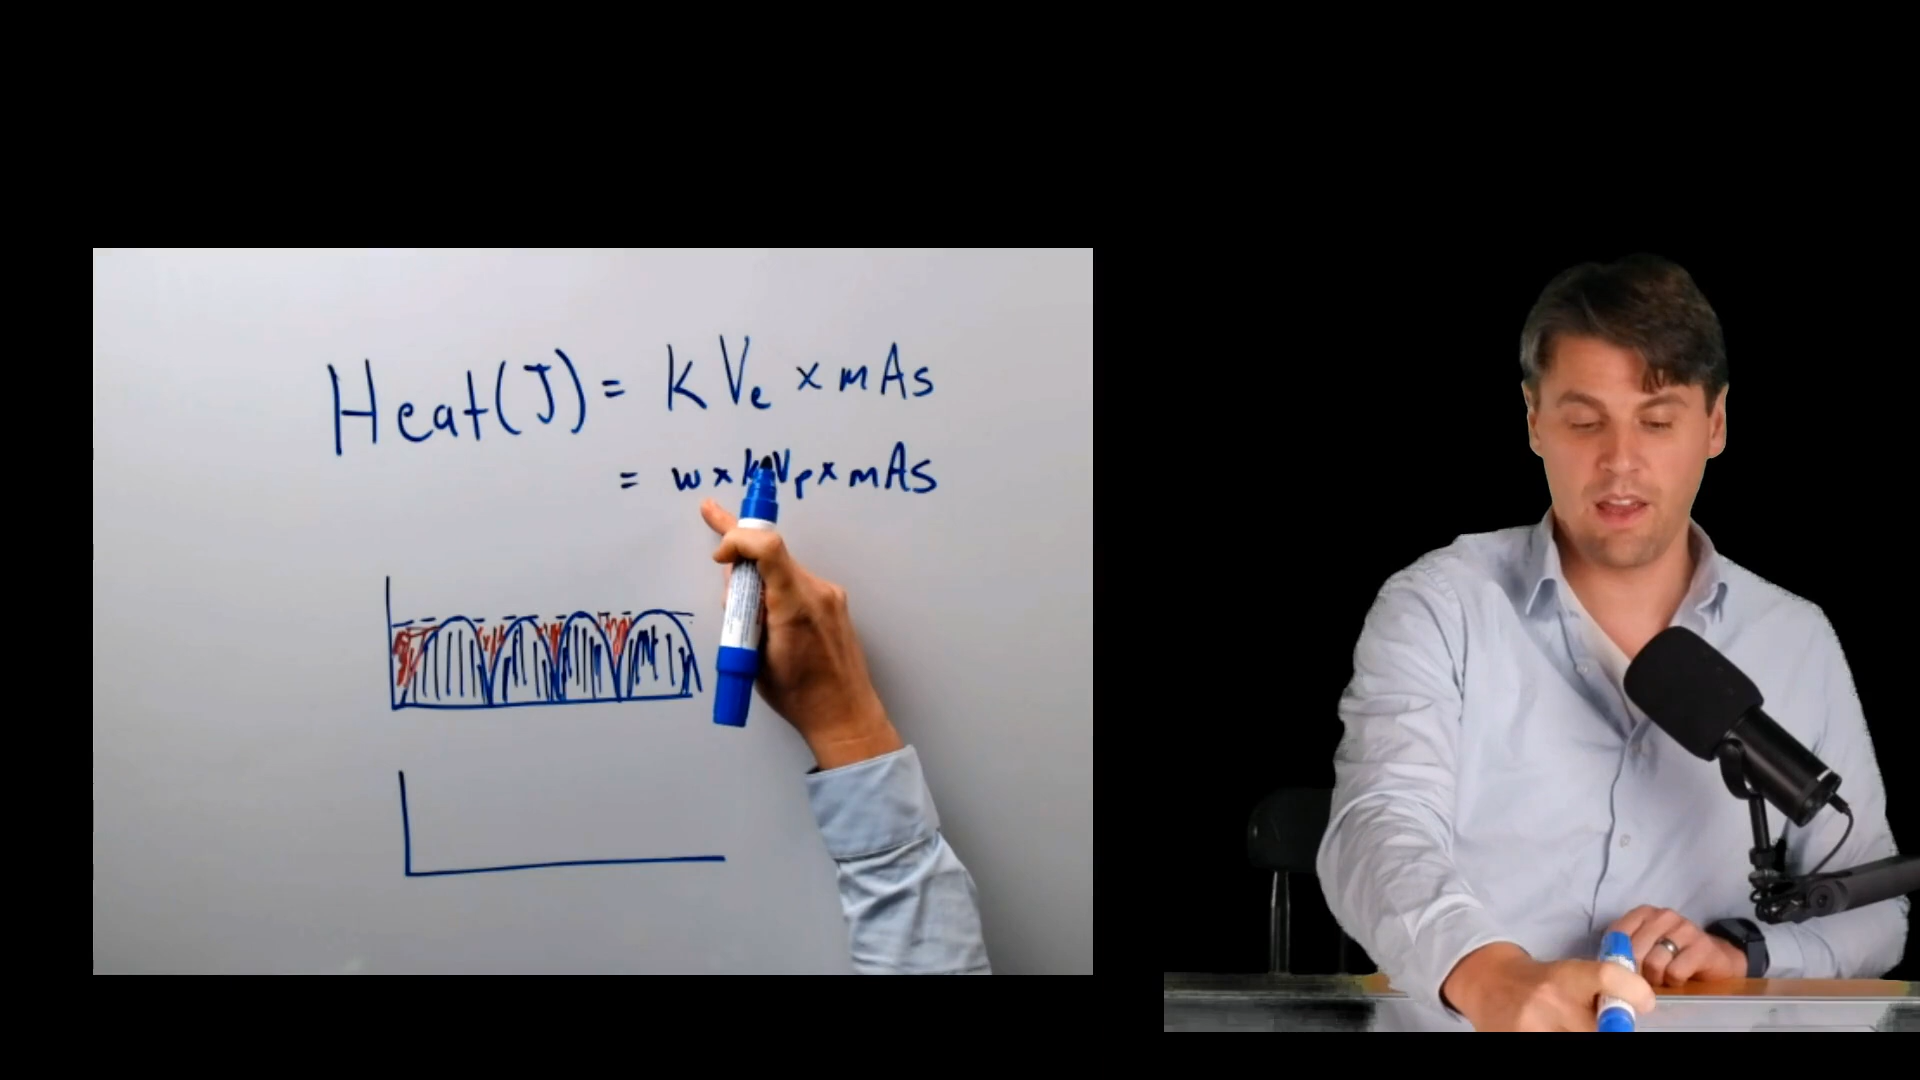 Heat(J) = kVe × mAs
= w × kVp × mAs